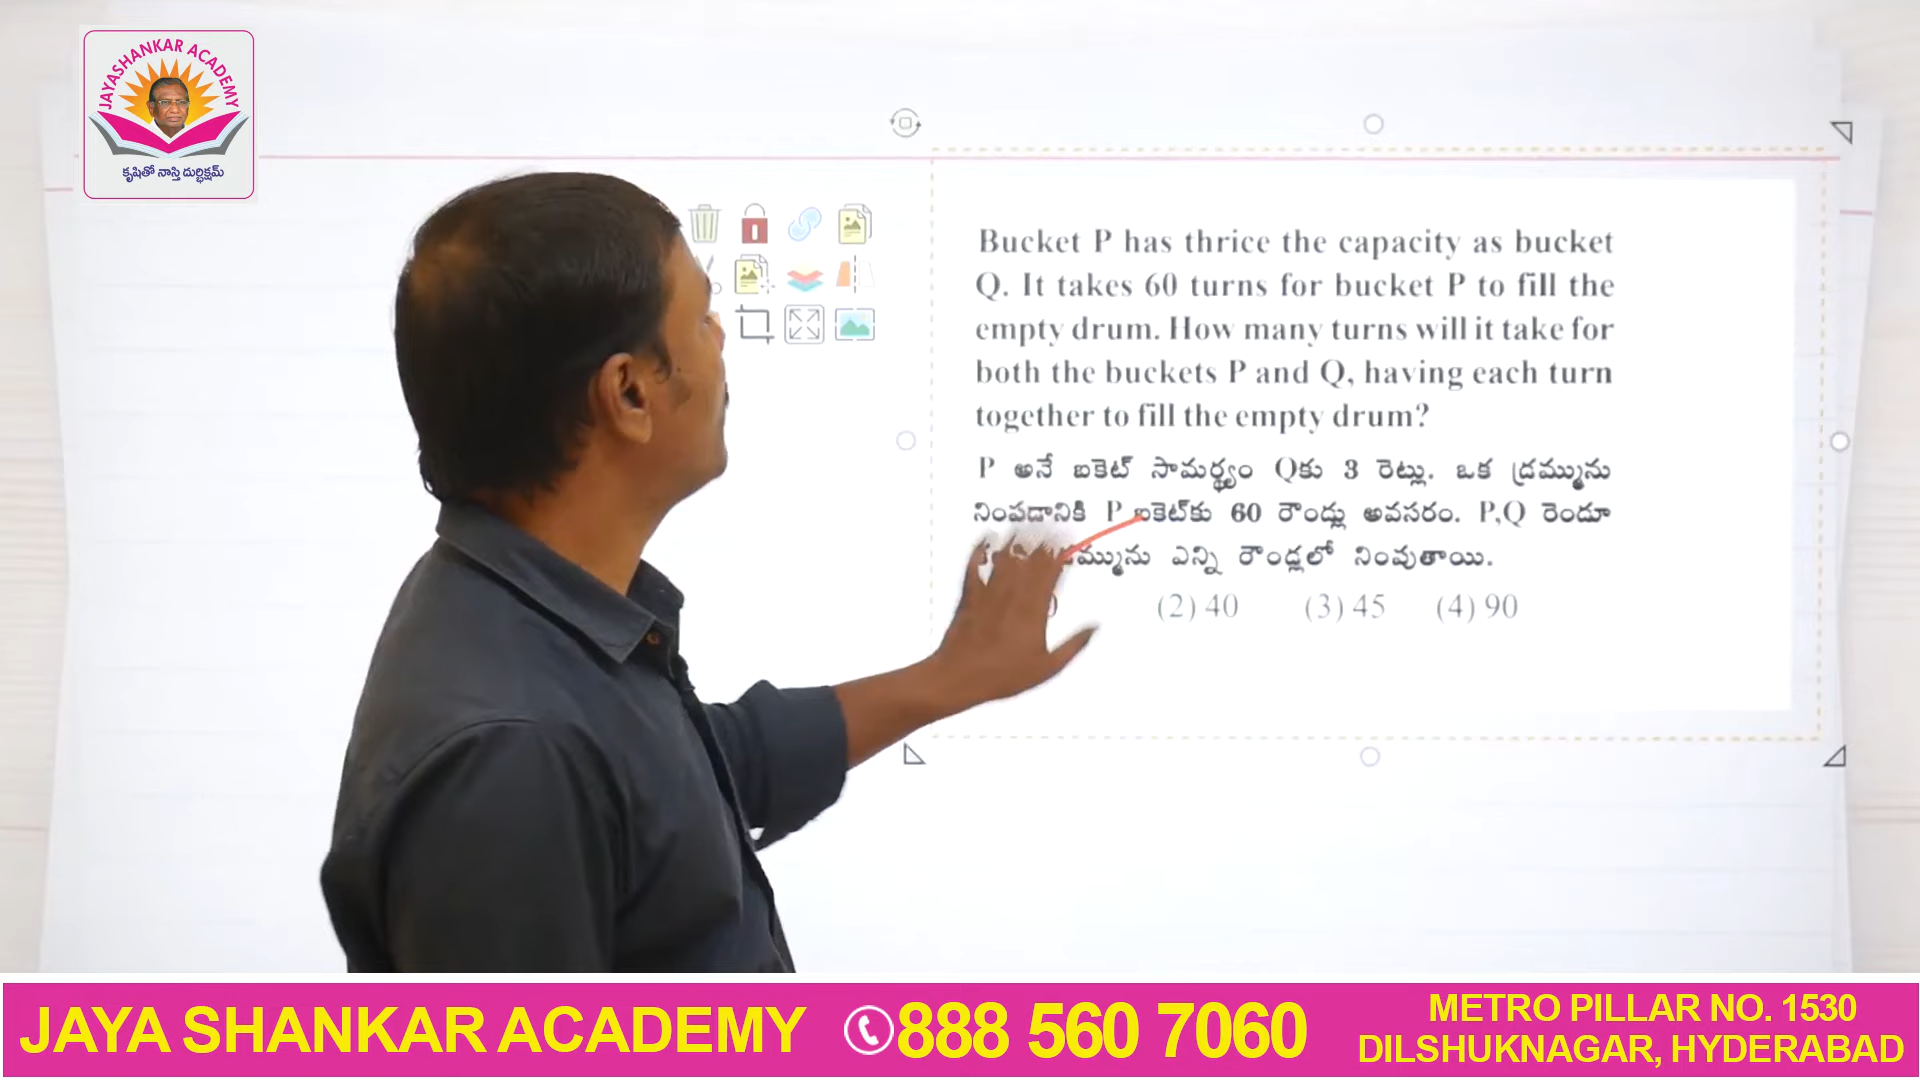 JAYASHANKAR ACADEMY
కృషితో నాస్తి దుర్భిక్షమ్
Bucket P has thrice the capacity as bucket
Q. It takes 60 turns for bucket P to fill the
empty drum. How many turns will it take for
both the buckets P and Q, having each turn
together to fill the empty drum?
P అనే బకెట్ సామర్థ్యం Qకు 3 రెట్లు. ఒక డ్రమ్మును
నింపడానికి P బకెట్‌కు 60 రౌండ్లు అవసరం. P,Q రెండూ
ఎన్ని రౌండ్లలో నింపుతాయి.
(2) 40 (3) 45 (4) 90
JAYA SHANKAR ACADEMY
888 560 7060
METRO PILLAR NO. 1530
DILSHUKNAGAR, HYDERABAD